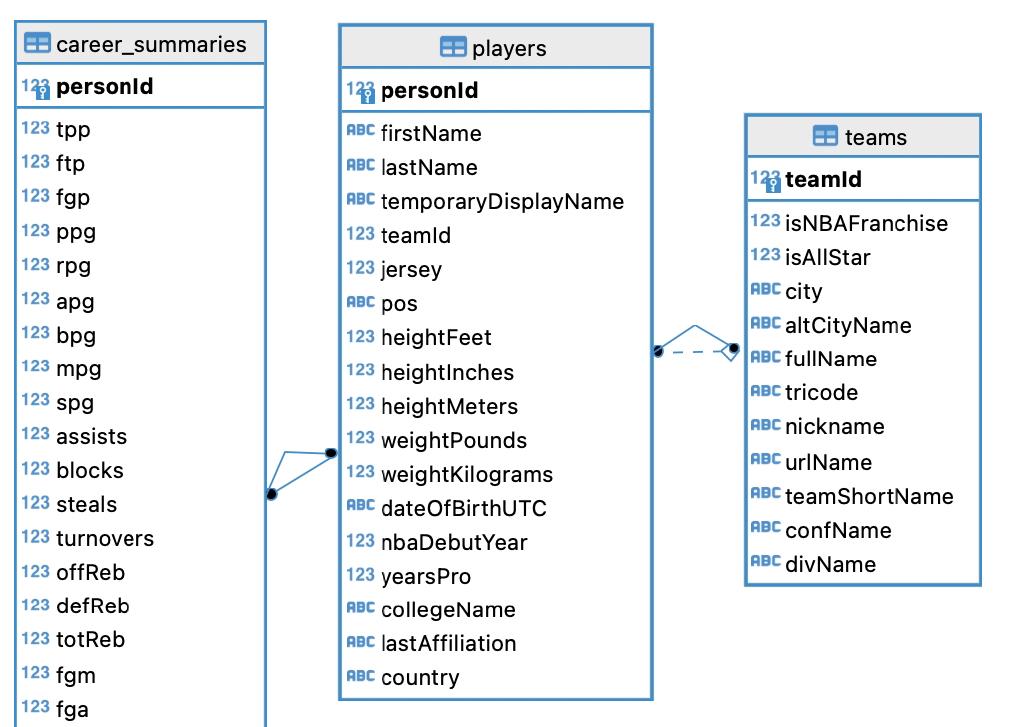 career_summaries
123 personId
123 tpp
123 ftp
123 fgp
123 ppg
123 rpg
123 apg
123 bpg
123 mpg
123 spg
123 assists
123 blocks
123 steals
123 turnovers
123 offReb
123 defReb
123 totReb
123 fgm
123 fga
players
123 personId
ABC firstName
ABC lastName
ABC temporaryDisplayName
123 teamId
123 jersey
ABC pos
123 heightFeet
123 heightInches
123 heightMeters
123 weightPounds
123 weightKilograms
ABC dateOfBirthUTC
123 nbaDebutYear
123 yearsPro
ABC collegeName
ABC lastAffiliation
ABC country
teams
123 teamId
123 isNBAFranchise
123 isAllStar
ABC city
ABC altCityName
ABC fullName
ABC tricode
ABC nickname
ABC urlName
ABC teamShortName
ABC confName
ABC divName